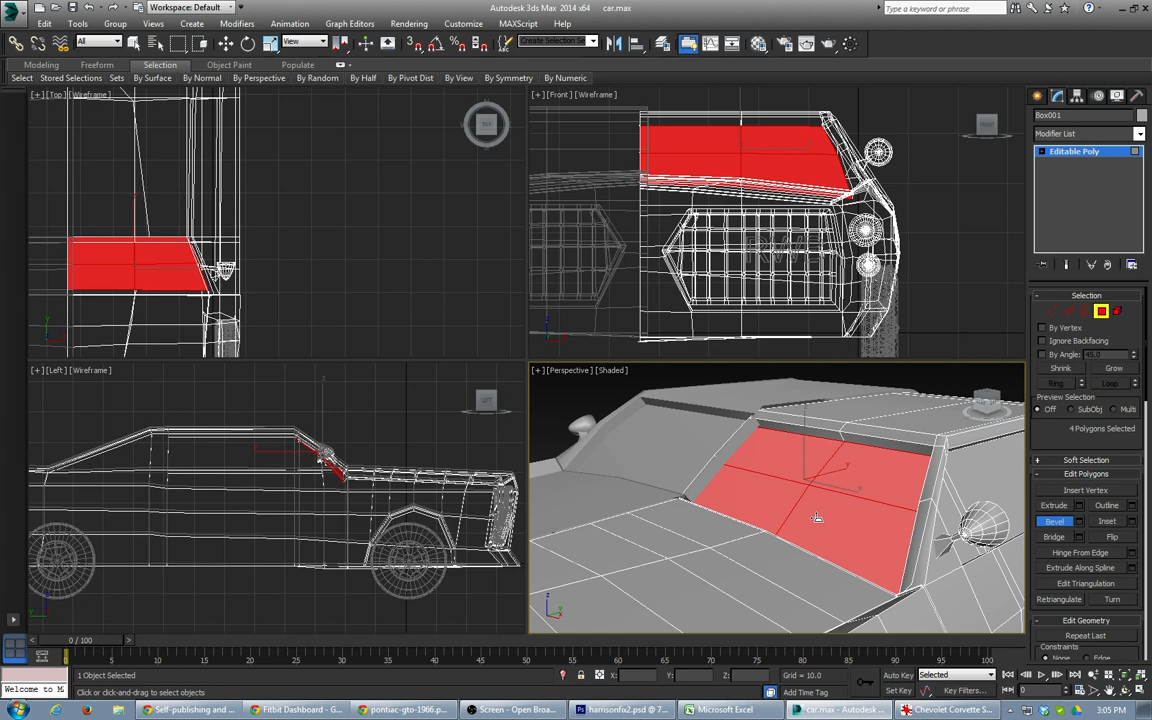 Workspace: Default
Autodesk 3ds Max 2014 x64 car.max
Type a keyword or phrase
Edit Tools Group Views Create Modifiers Animation Graph Editors Rendering Customize MAXScript Help
All View Create Selection Se
Modeling Freeform Selection Object Paint Populate
Select Stored Selections Sets By Surface By Normal By Perspective By Random By Half By Pivot Dist By View By Symmetry By Numeric
[+] [Top] [Wireframe]
TOP
[+] [Front] [Wireframe]
FRONT
[+] [Left] [Wireframe]
LEFT
[+] [Perspective] [Shaded]
Box001
Modifier List
Editable Poly
Selection
By Vertex
Ignore Backfacing
By Angle: 45.0
Shrink Grow
Ring Loop
Preview Selection
Off SubObj Multi
4 Polygons Selected
Soft Selection
Edit Polygons
Insert Vertex
Extrude Outline
Bevel Inset
Bridge Flip
Hinge From Edge
Extrude Along Spline
Edit Triangulation
Retriangulate Turn
Edit Geometry
Repeat Last
Constraints
None Edge
0 / 100
0 5 10 15 20 25 30 35 40 45 50 55 60 65 70 75 80 85 90 95 100
1 Object Selected X: Y: Z: Grid = 10.0 Auto Key Selected
Welcome to M Click or click-and-drag to select objects Add Time Tag Set Key Key Filters... 0
Self-publishing and ... Fitbit Dashboard - G... pontiac-gto-1966.p... Screen - Open Broa... harrisonfx2.psd @ 7... Microsoft Excel car.max - Autodesk ... Chevrolet Corvette S... 3:05 PM